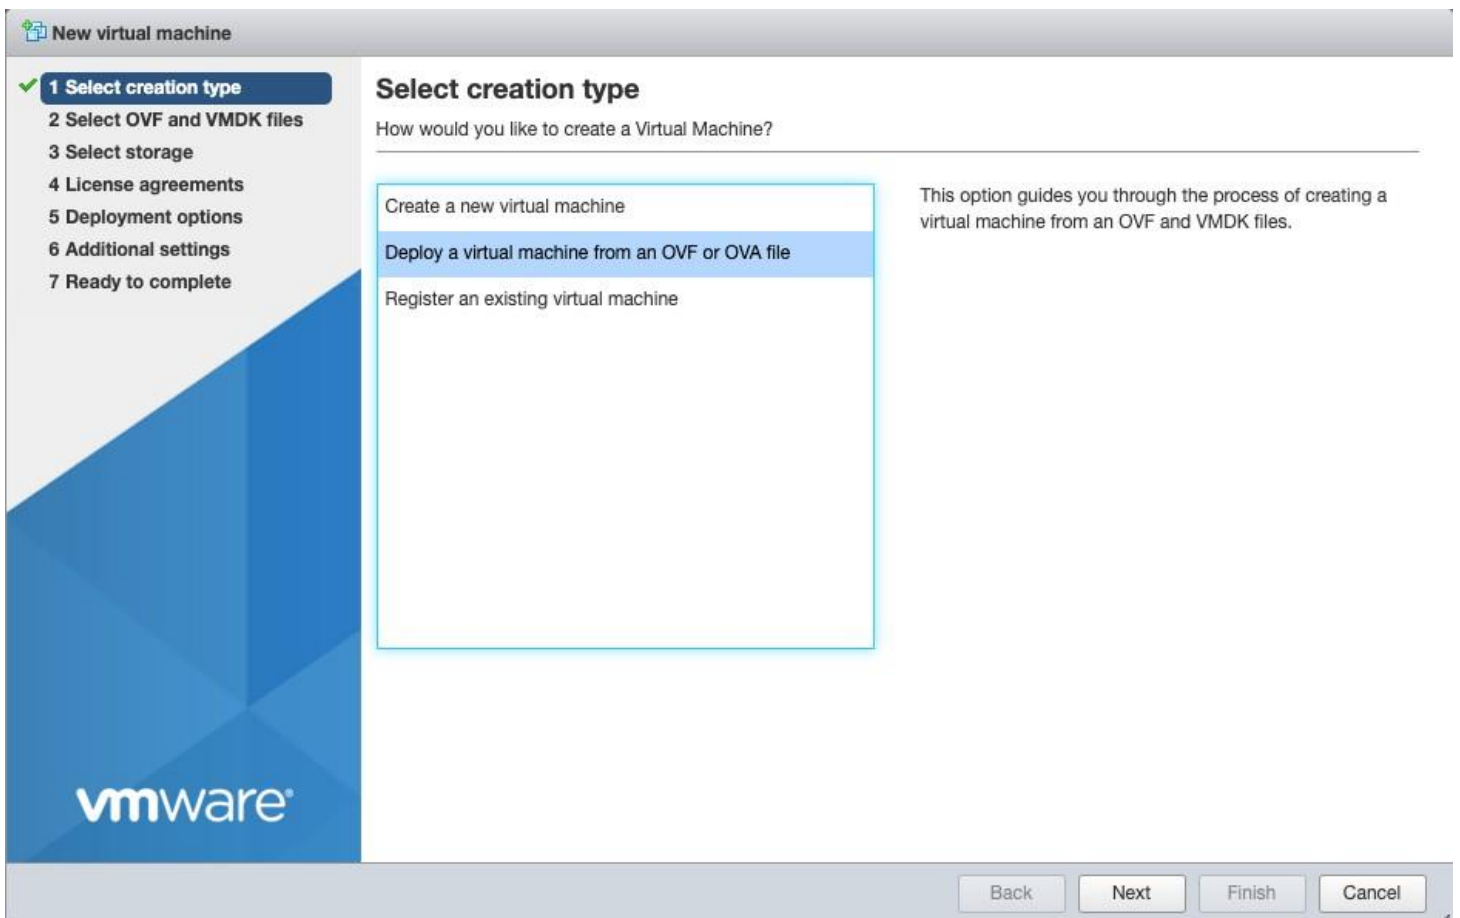 New virtual machine
1 Select creation type
2 Select OVF and VMDK files
3 Select storage
4 License agreements
5 Deployment options
6 Additional settings
7 Ready to complete
vmware®
Select creation type
How would you like to create a Virtual Machine?
Create a new virtual machine
Deploy a virtual machine from an OVF or OVA file
Register an existing virtual machine
This option guides you through the process of creating a
virtual machine from an OVF and VMDK files.
Back Next Finish Cancel